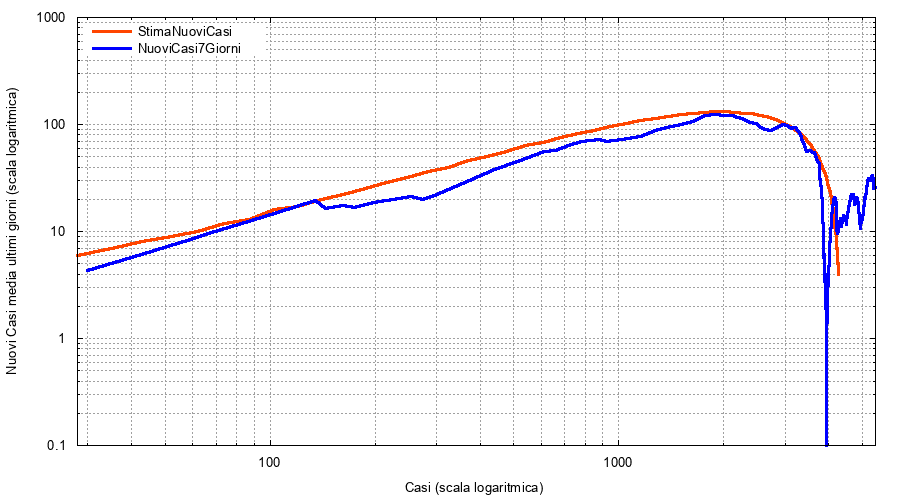 1000
100
10
1
0.1
100
1000
StimaNuoviCasi
NuoviCasi7Giorni
Nuovi Casi media ultimi giorni (scala logaritmica)
Casi (scala logaritmica)